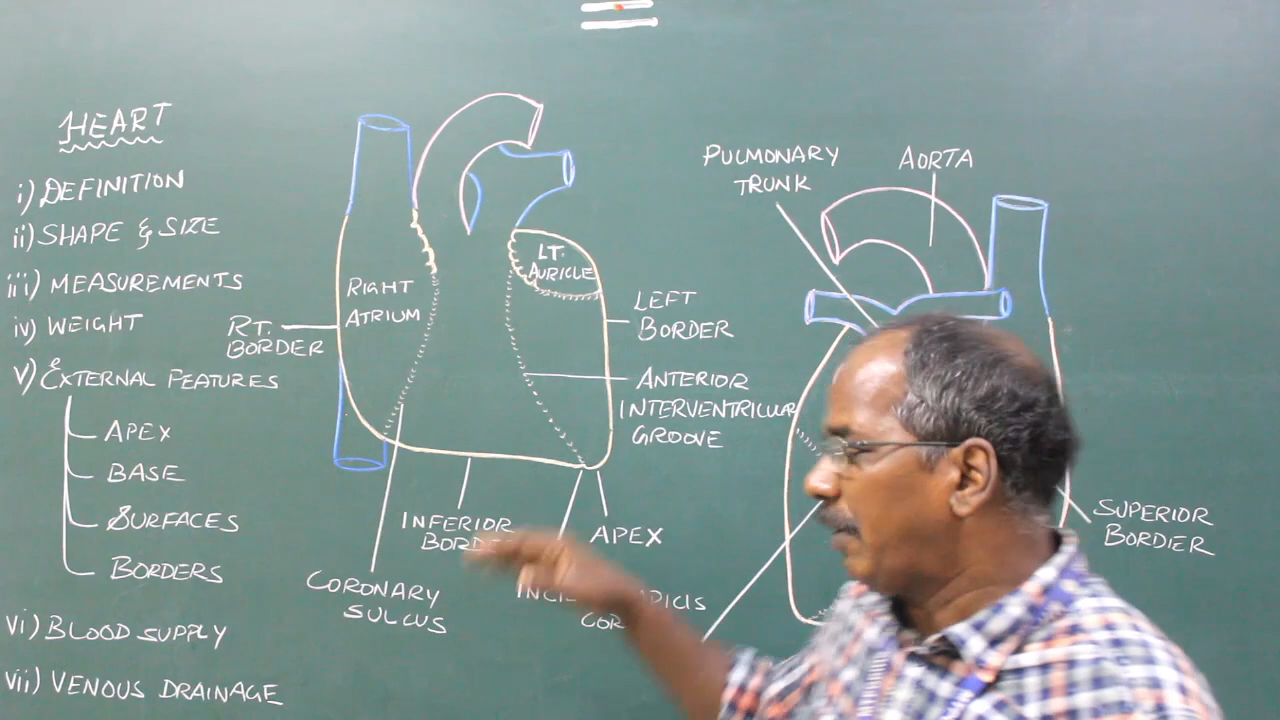 HEART
i) DEFINITION
ii) SHAPE & SIZE
iii) MEASUREMENTS
iv) WEIGHT
v) EXTERNAL FEATURES
APEX
BASE
SURFACES
BORDERS
vi) BLOOD SUPPLY
vii) VENOUS DRAINAGE
RT.
BORDER
RIGHT
ATRIUM
LT.
AURICLE
LEFT
BORDER
ANTERIOR
INTERVENTRICULAR
GROOVE
INFERIOR
APEX
CORONARY
SULCUS
PULMONARY
TRUNK
AORTA
SUPERIOR
BORDIER